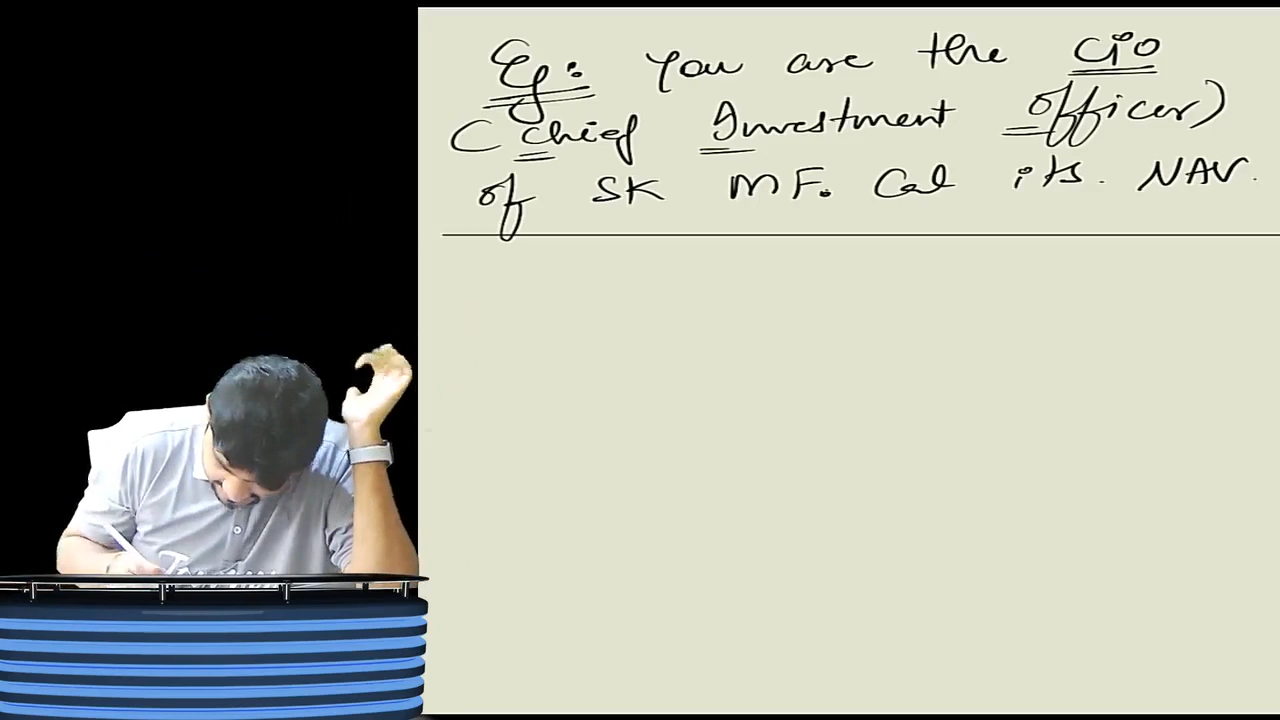 Eg: You are the CIO
(Chief Investment Officer)
of SK MF. Cal its. NAV.